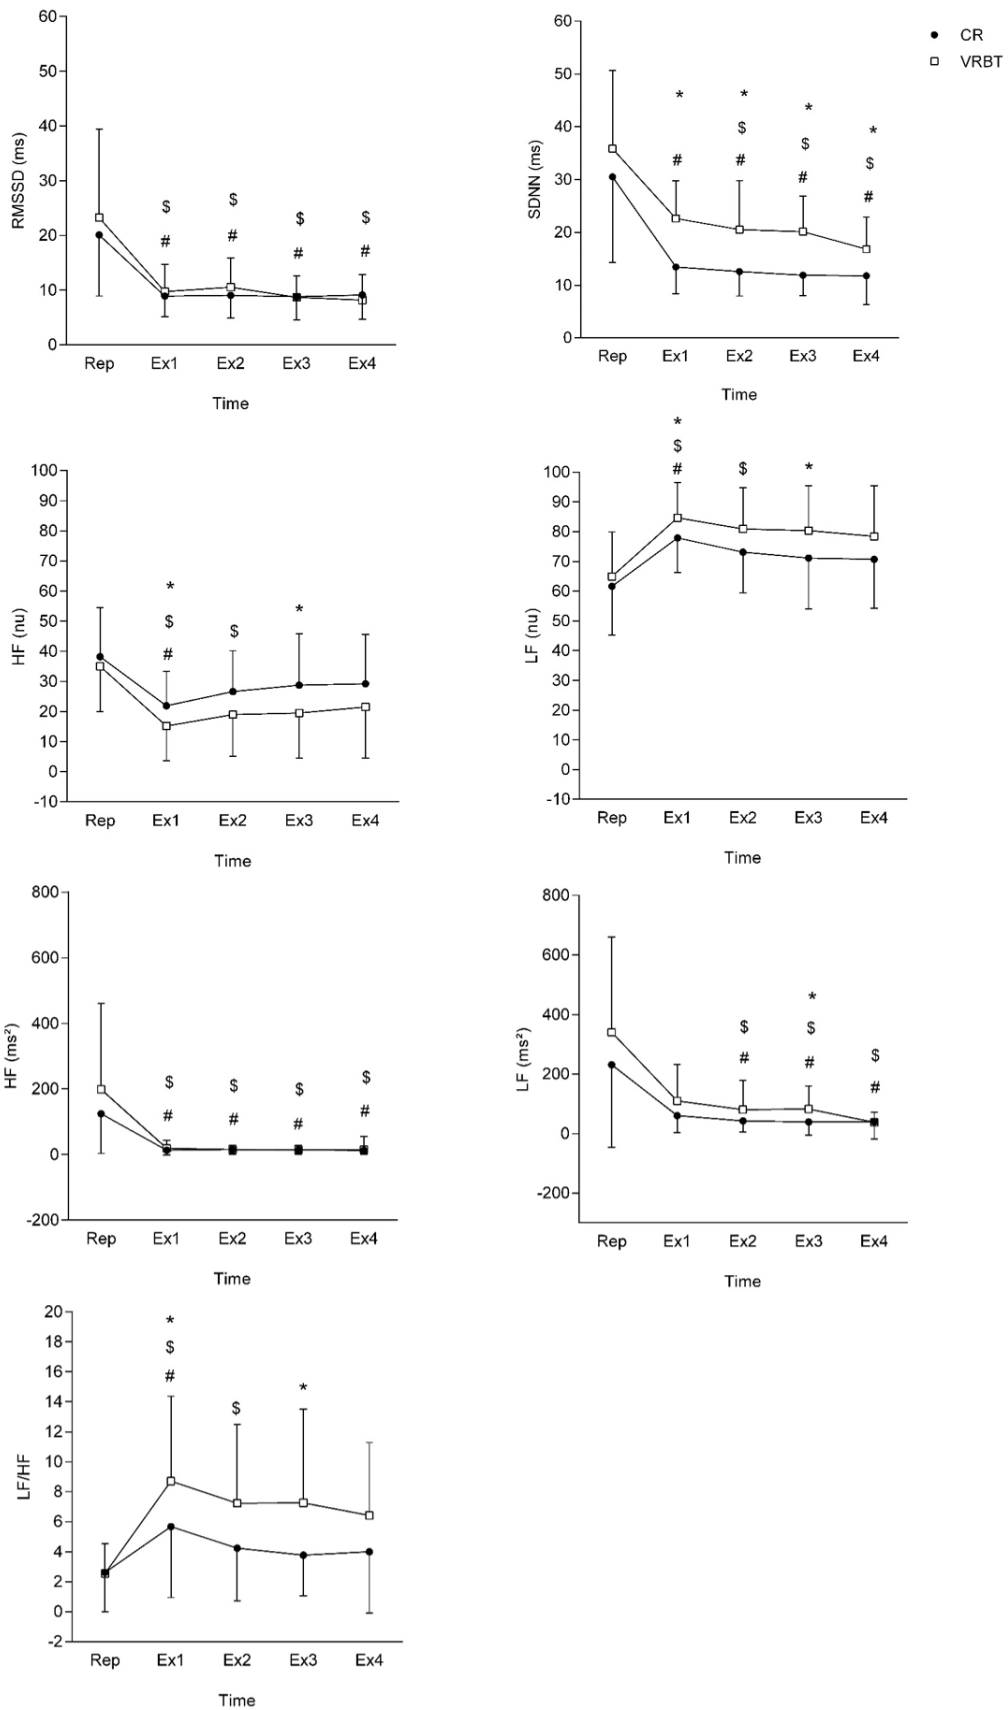 CR
VRBT
RMSSD (ms)
60
50
40
30
20
10
0
$ $ $ $
# # # #
Rep Ex1 Ex2 Ex3 Ex4
Time
SDNN (ms)
60
50
40
30
20
10
0
* * * *
$ $ $
# # # #
Rep Ex1 Ex2 Ex3 Ex4
Time
HF (nu)
100
90
80
70
60
50
40
30
20
10
0
-10
* *
$ $
#
Rep Ex1 Ex2 Ex3 Ex4
Time
LF (nu)
100
90
80
70
60
50
40
30
20
10
0
-10
*
$
# $ *
Rep Ex1 Ex2 Ex3 Ex4
Time
HF (ms²)
800
600
400
200
0
-200
$ $ $ $
# # # #
Rep Ex1 Ex2 Ex3 Ex4
Time
LF (ms²)
800
600
400
200
0
-200
*
$ $ $
# # #
Rep Ex1 Ex2 Ex3 Ex4
Time
LF/HF
20
18
16
14
12
10
8
6
4
2
0
-2
*
$
# *
$
Rep Ex1 Ex2 Ex3 Ex4
Time